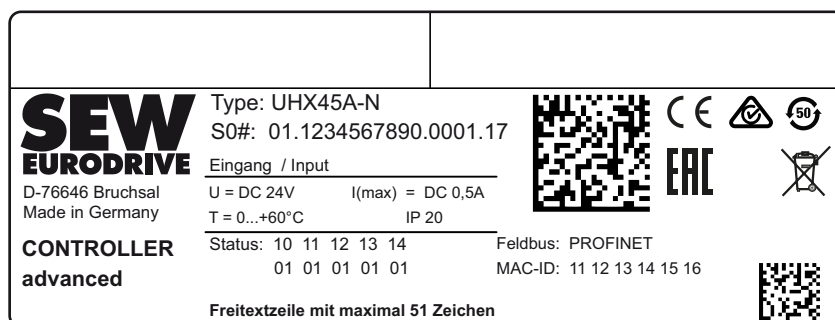 SEW
EURODRIVE
D-76646 Bruchsal
Made in Germany
CONTROLLER
advanced
Type: UHX45A-N
S0#: 01.1234567890.0001.17
Eingang / Input
U = DC 24V I(max) = DC 0,5A
T = 0...+60°C IP 20
Status: 10 11 12 13 14
01 01 01 01 01
Freitextzeile mit maximal 51 Zeichen
CE
50
EAC
Feldbus: PROFINET
MAC-ID: 11 12 13 14 15 16